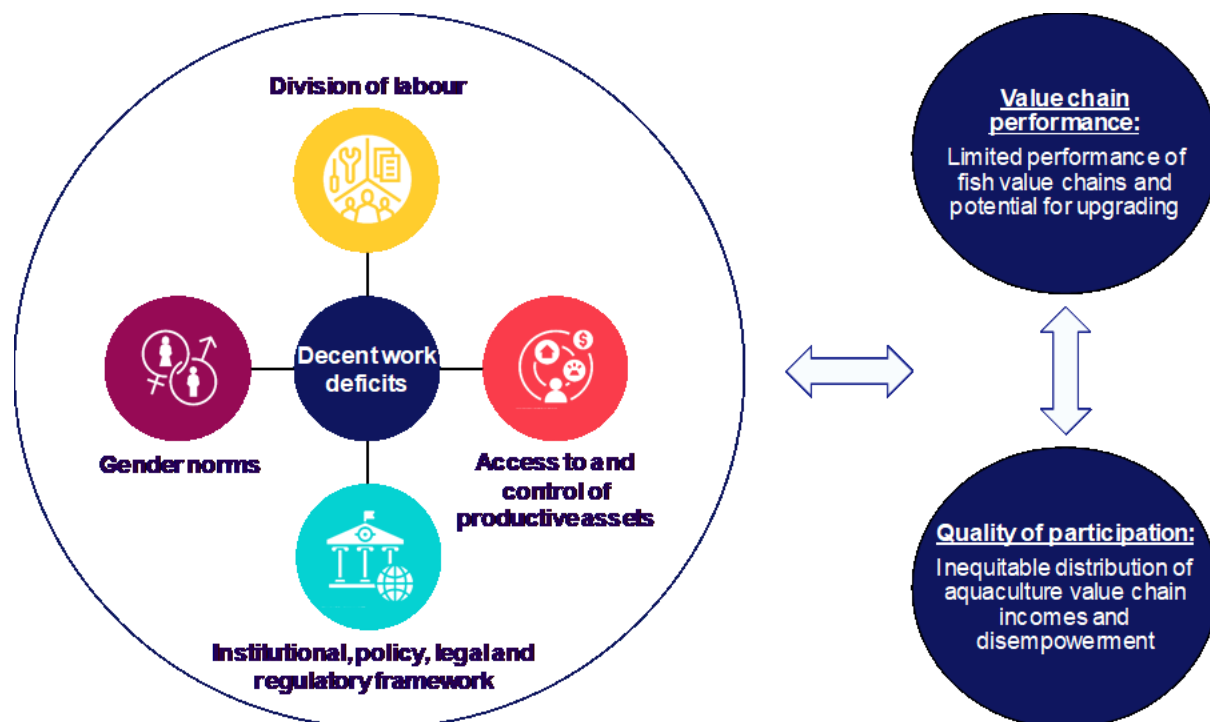 Division of labour
Decent work
deficits
Gender norms
Access to and
control of
productive assets
Institutional, policy, legal and
regulatory framework
Value chain
performance:
Limited performance of
fish value chains and
potential for upgrading
Quality of participation:
Inequitable distribution of
aquaculture value chain
incomes and
disempowerment